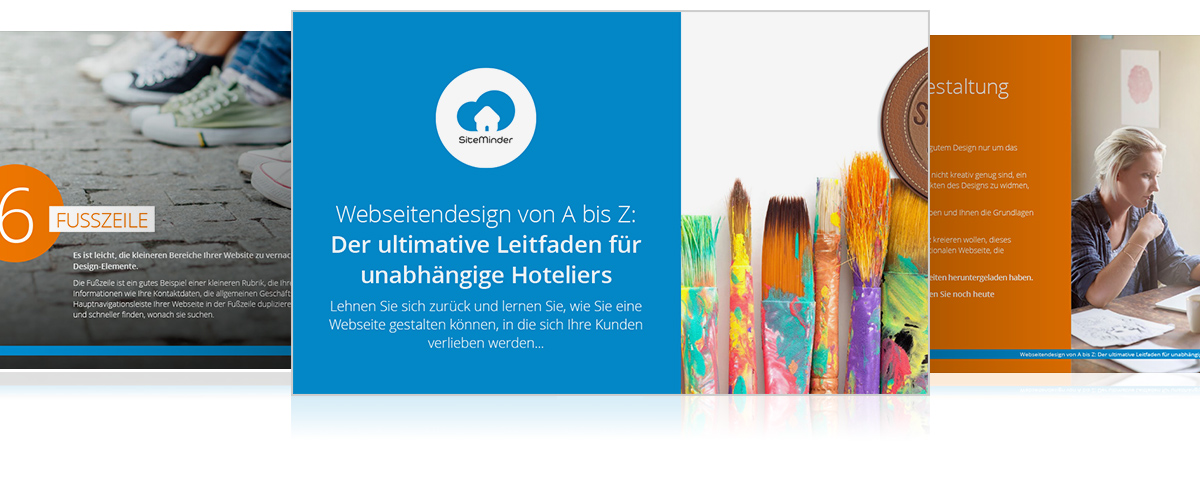 6
FUSSZEILE
Es ist leicht, die kleineren Bereiche Ihrer Website zu
Design-Elemente.
Die Fußzeile ist ein gutes Beispiel einer kleineren Rubrik, die
Informationen wie Ihre Kontaktdaten, die allgemeinen
Hauptnavigationsleiste Ihrer Webseite in der Fußzeile
und schneller finden, wonach sie suchen.
SiteMinder
Webseitendesign von A bis Z:
Der ultimative Leitfaden für
unabhängige Hoteliers
Lehnen Sie sich zurück und lernen Sie, wie Sie eine
Webseite gestalten können, in die sich Ihre Kunden
verlieben werden...
estaltung
gutem Design nur um das
nicht kreativ genug sind, ein
kten des Designs zu widmen,
ben und Ihnen die Grundlagen
kreieren wollen, dieses
ionalen Webseite, die
eiten heruntergeladen haben.
en Sie noch heute
Webseitendesign von A bis Z: Der ultimative Leitfaden für